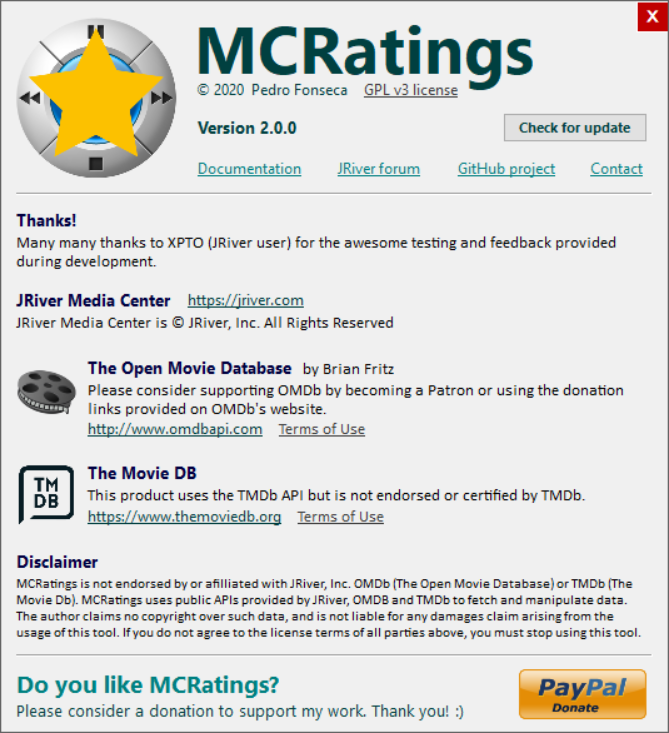 X
MCRatings
© 2020 Pedro Fonseca GPL v3 license
Version 2.0.0 Check for update
Documentation JRiver forum GitHub project Contact
Thanks!
Many many thanks to XPTO (JRiver user) for the awesome testing and feedback provided
during development.
JRiver Media Center https://jriver.com
JRiver Media Center is © JRiver, Inc. All Rights Reserved
The Open Movie Database by Brian Fritz
Please consider supporting OMDb by becoming a Patron or using the donation
links provided on OMDb's website.
http://www.omdbapi.com Terms of Use
TM
DB
The Movie DB
This product uses the TMDb API but is not endorsed or certified by TMDb.
https://www.themoviedb.org Terms of Use
Disclaimer
MCRatings is not endorsed by or afilliated with JRiver, Inc. OMDb (The Open Movie Database) or TMDb (The
Movie Db). MCRatings uses public APIs provided by JRiver, OMDB and TMDb to fetch and manipulate data.
The author claims no copyright over such data, and is not liable for any damages claim arising from the
usage of this tool. If you do not agree to the license terms of all parties above, you must stop using this tool.
Do you like MCRatings?
Please consider a donation to support my work. Thank you! :)
PayPal
Donate